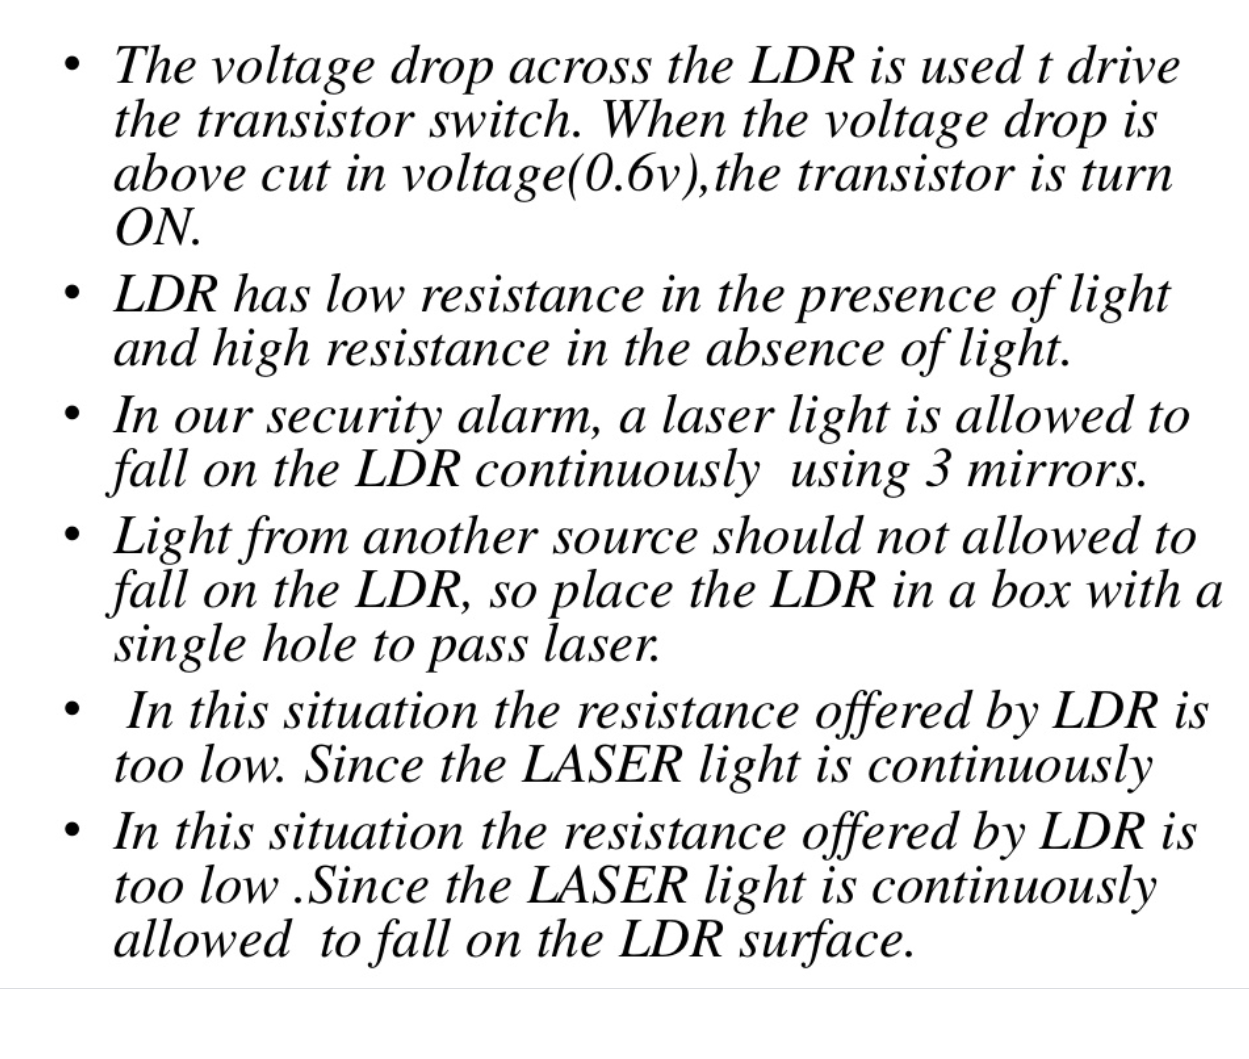 • The voltage drop across the LDR is used t drive
the transistor switch. When the voltage drop is
above cut in voltage(0.6v),the transistor is turn
ON.
• LDR has low resistance in the presence of light
and high resistance in the absence of light.
• In our security alarm, a laser light is allowed to
fall on the LDR continuously  using 3 mirrors.
• Light from another source should not allowed to
fall on the LDR, so place the LDR in a box with a
single hole to pass laser.
•  In this situation the resistance offered by LDR is
too low. Since the LASER light is continuously
• In this situation the resistance offered by LDR is
too low .Since the LASER light is continuously
allowed  to fall on the LDR surface.